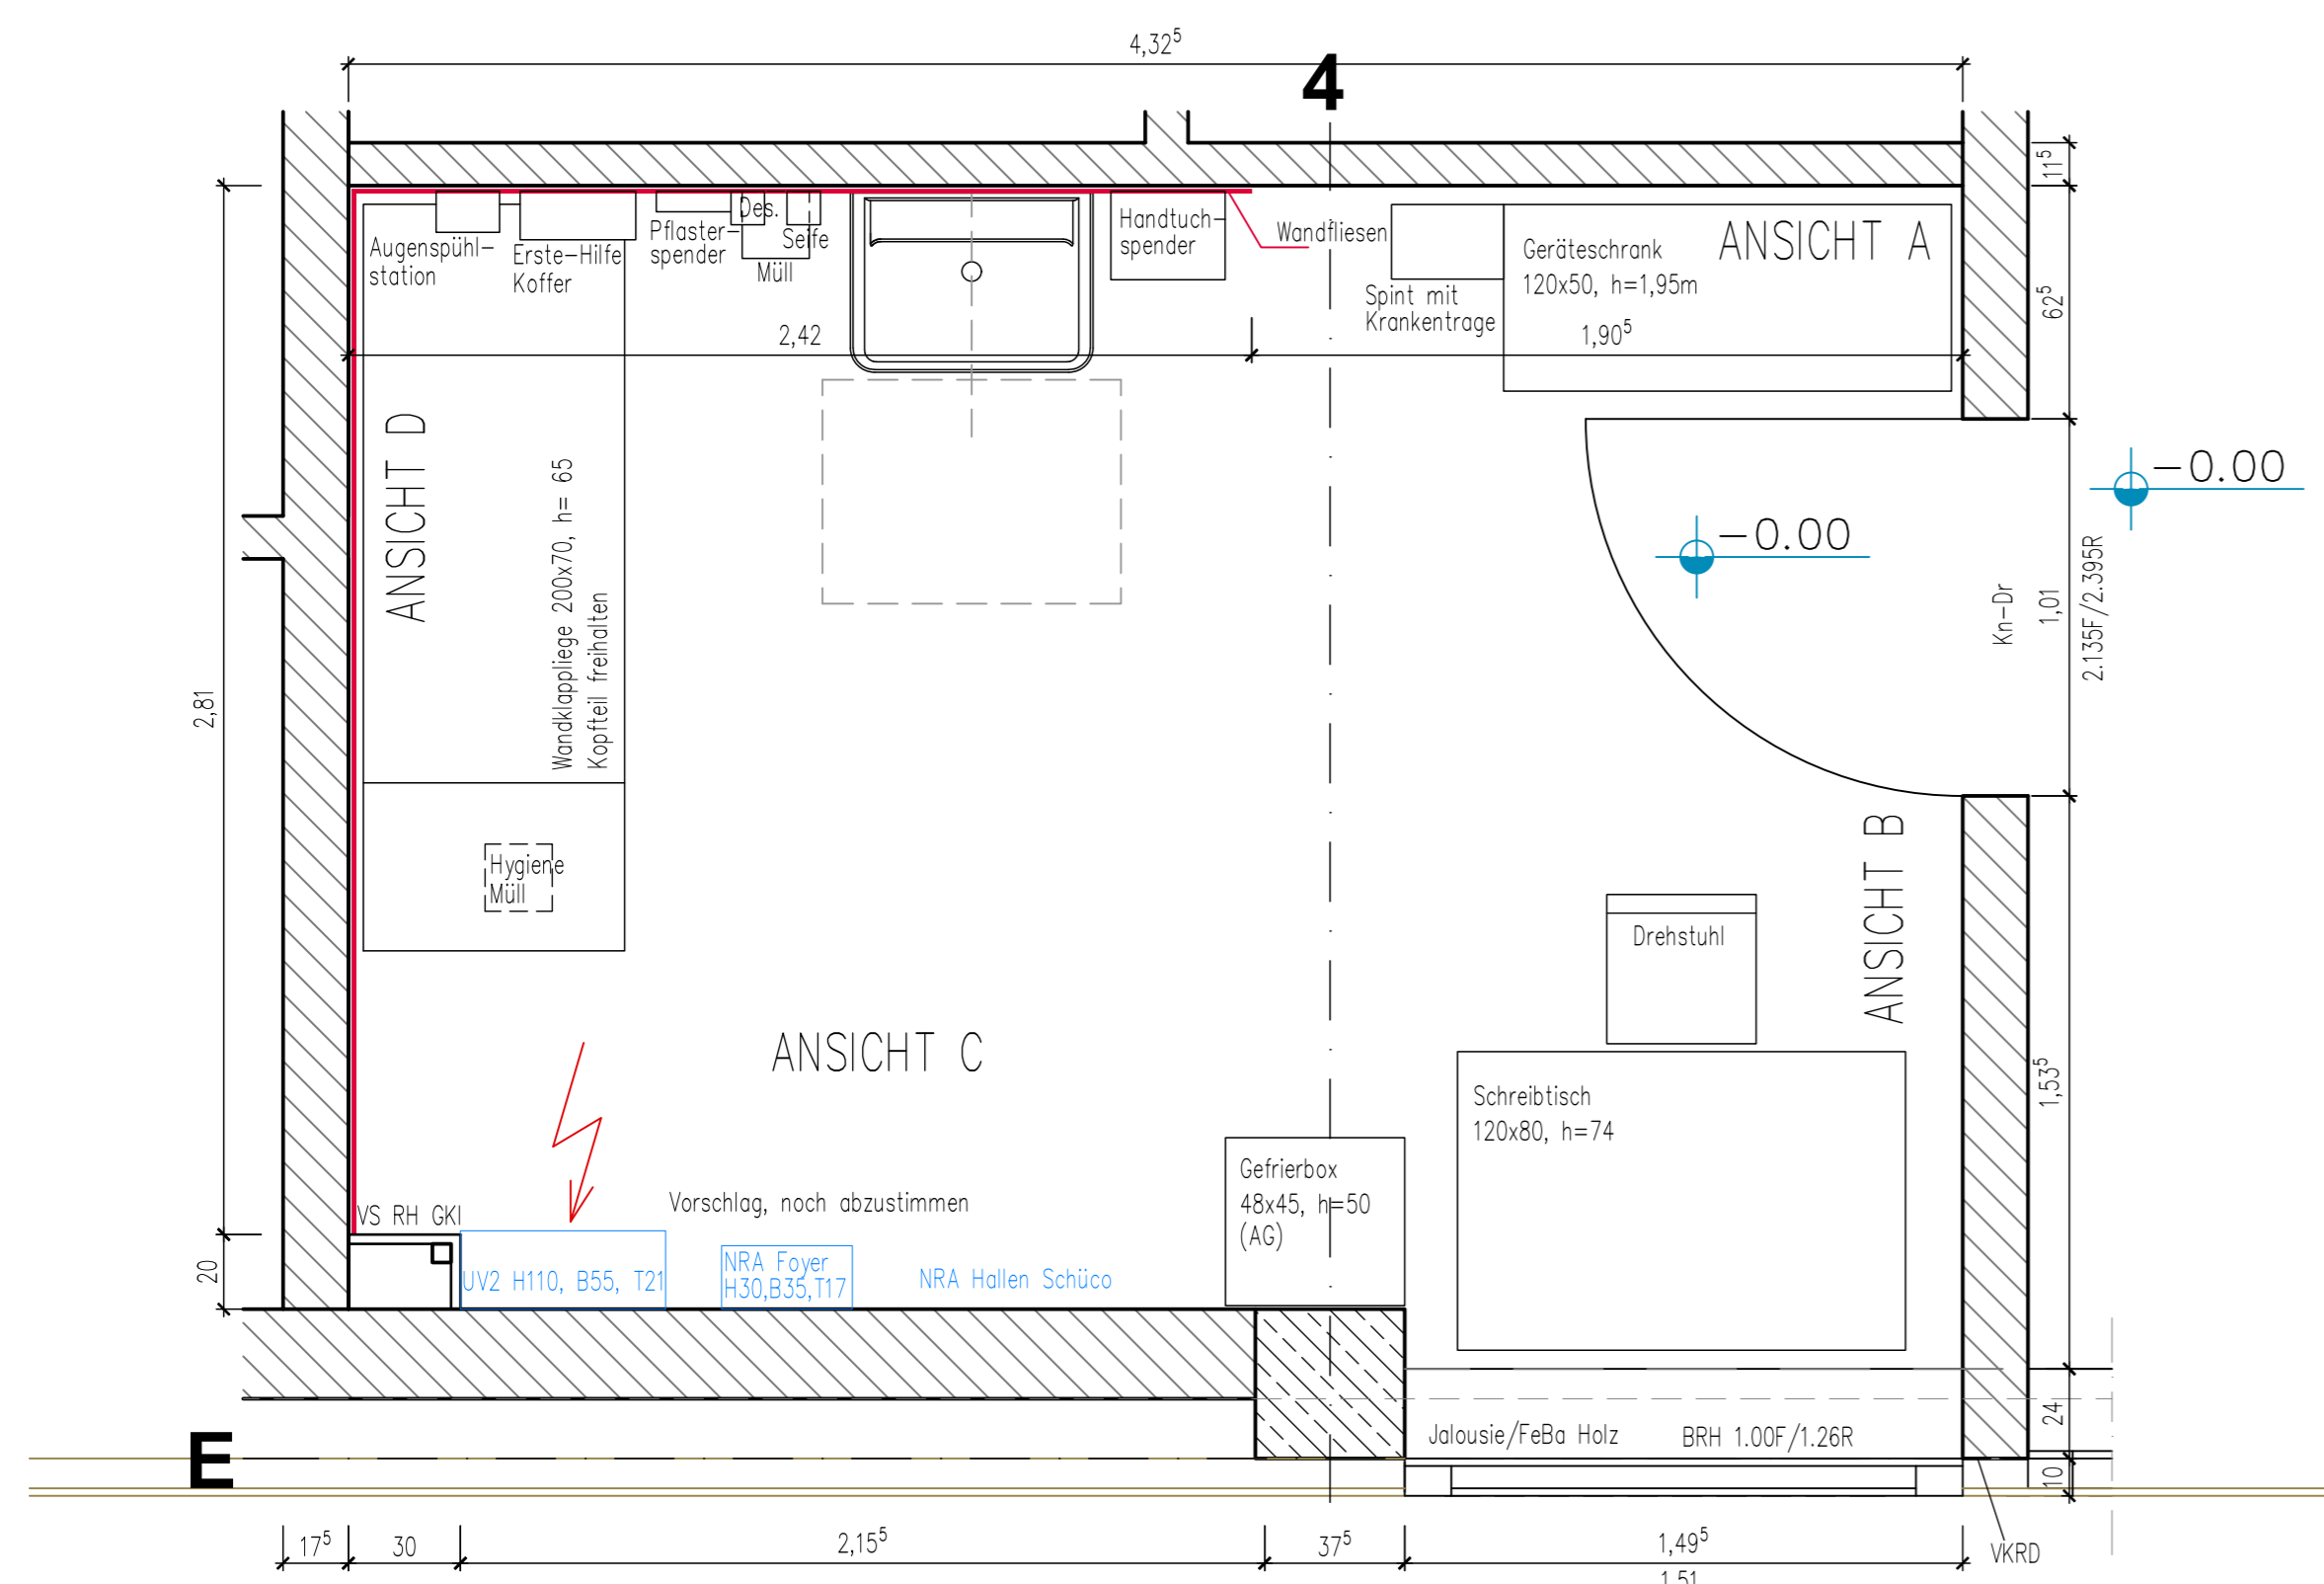 4,32⁵
4
11⁵
Augenspühl-
station
Erste-Hilfe
Koffer
Pflaster-
spender
Des.
Seife
Müll
Handtuch-
spender
Wandfliesen
Spint mit
Krankentrage
Geräteschrank
120x50, h=1,95m
ANSICHT A
62⁵
2,42
1,90⁵
ANSICHT D
Wandklappliege 200x70, h= 65
Kopfteil freihalten
-0.00
-0.00
Kn-Dr
1,01
2.135F/2.395R
2,81
Hygiene
Müll
Drehstuhl
ANSICHT B
ANSICHT C
Schreibtisch
120x80, h=74
1,53⁵
Gefrierbox
48x45, h=50
(AG)
Vorschlag, noch abzustimmen
VS RH GKI
20
UV2 H110, B55, T21
NRA Foyer
H30,B35,T17
NRA Hallen Schüco
Jalousie/FeBa Holz
BRH 1.00F/1.26R
24
10
E
17⁵
30
2,15⁵
37⁵
1,49⁵
1,51
VKRD